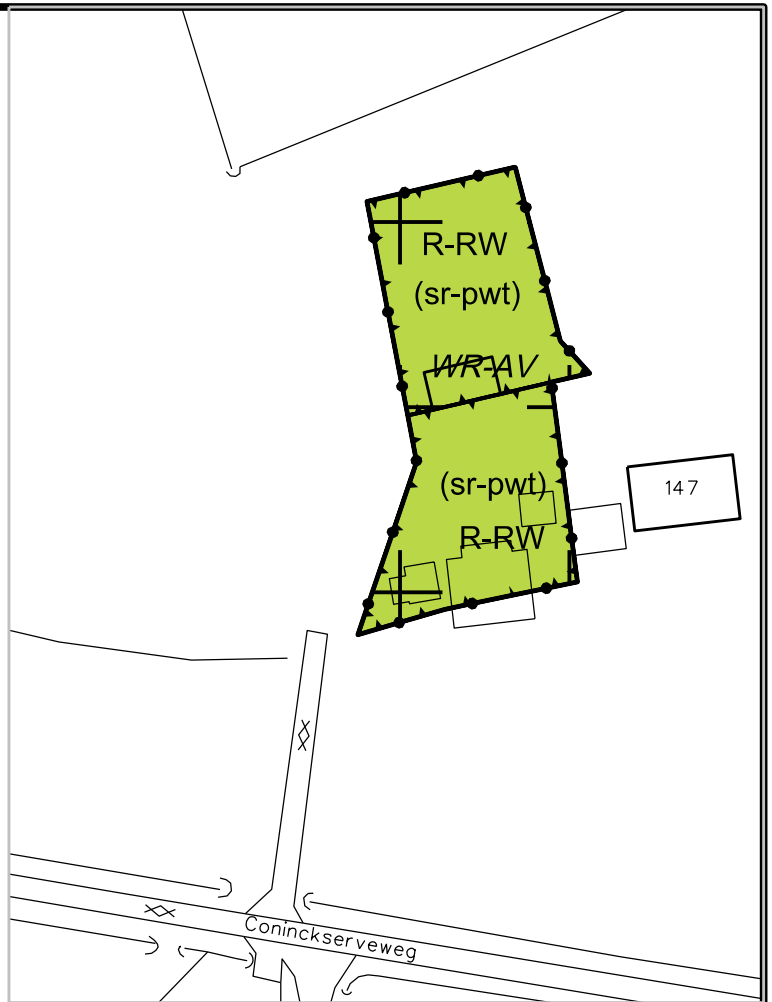 R-RW
(sr-pwt)
WR-AV
(sr-pwt)
147
R-RW
Coninckserveweg